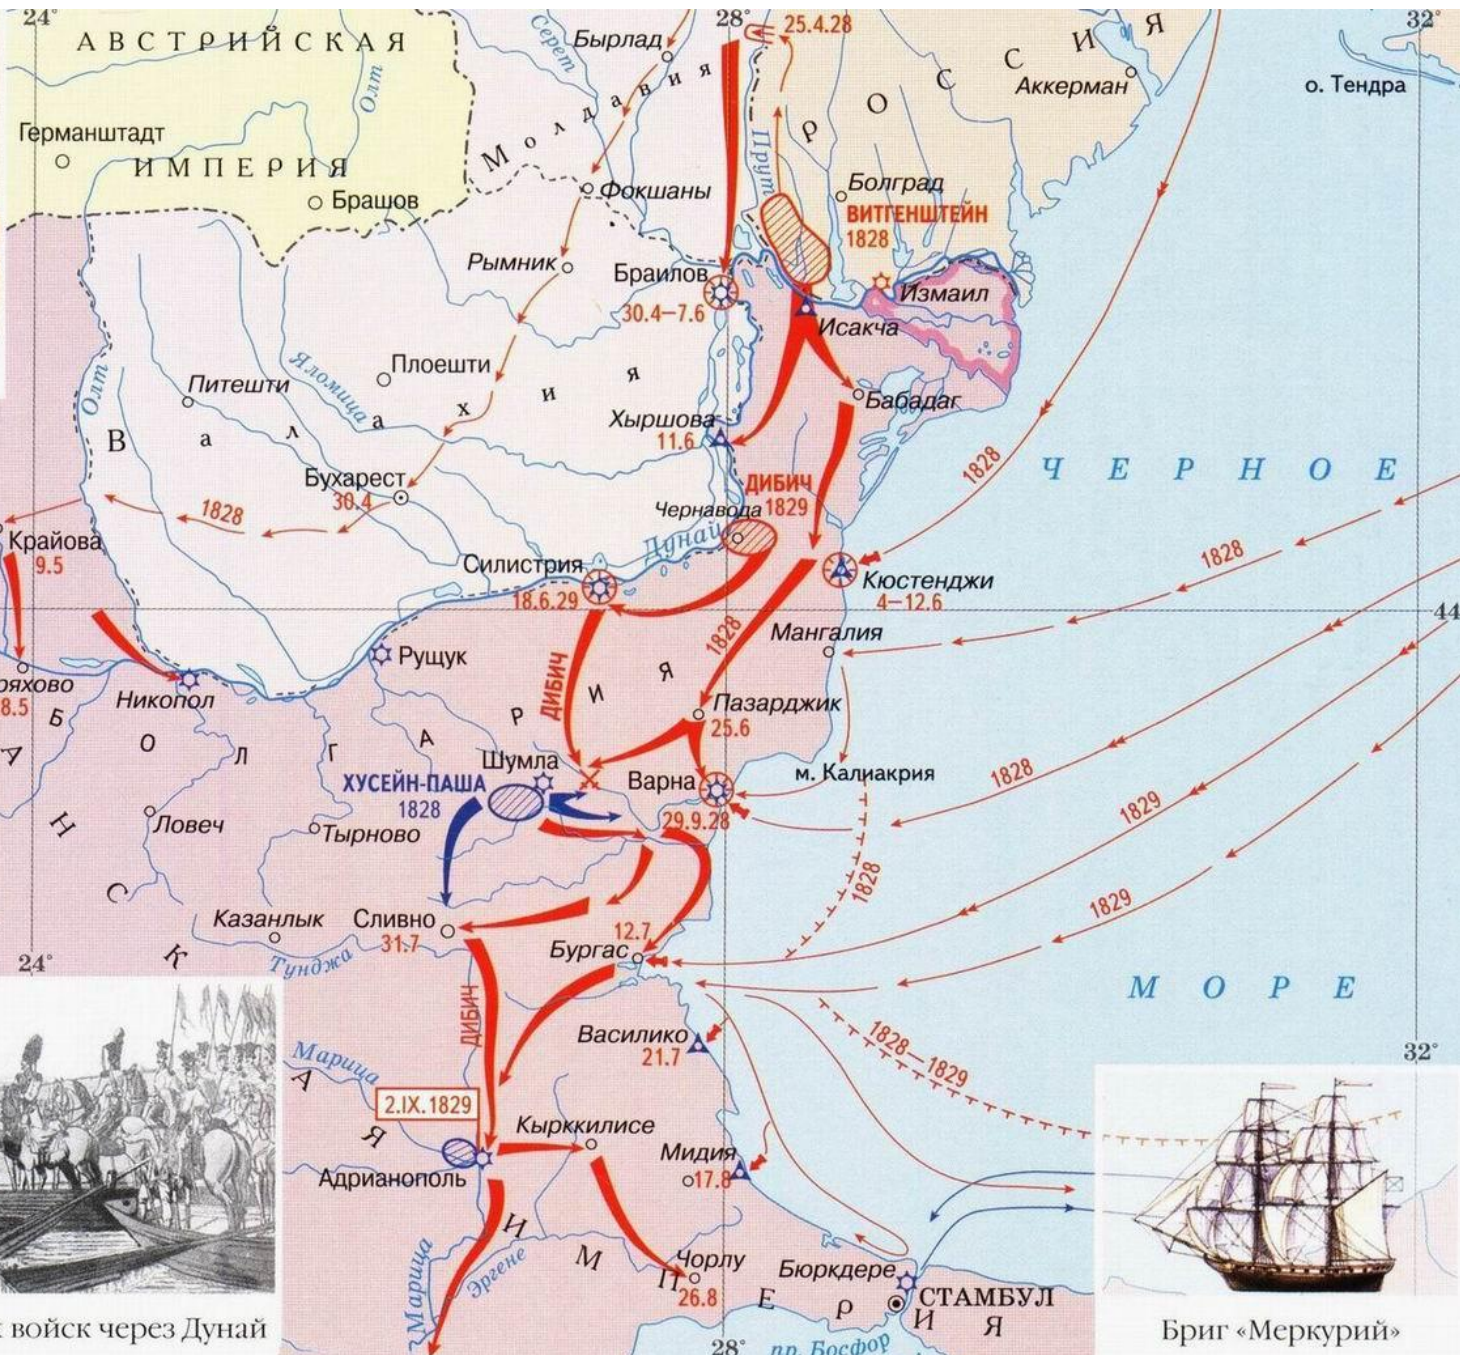 24°
28°
32°
АВСТРИЙСКАЯ
ИМПЕРИЯ
Олт
Германштадт
Брашов
Серет
Бырлад
Молдавия
25.4.28
РОССИЯ
Аккерман
о. Тендра
Прут
Фокшаны
Болград
ВИТГЕНШТЕЙН
1828
Рымник
Браилов
30.4–7.6
Измаил
Исакча
Плоешти
Яломица
Питешти
Олт
Валахия
Бабадаг
Хыршова
11.6
Бухарест
30.4
1828
ДИБИЧ
1829
Чернавода
Дунай
1828
ЧЕРНОЕ
Крайова
9.5
Силистрия
18.6.29
Кюстенджи
4–12.6
1828
44
Мангалия
1828
Рущук
ДИБИЧ
ряхово
8.5
Никопол
БОЛГАРИЯ
Пазарджик
25.6
Шумла
ХУСЕЙН-ПАША
1828
Варна
29.9.28
м. Калиакрия
1828
1829
Ловеч
Тырново
1828
1829
Казанлык
Сливно
31.7
12.7
Бургас
24°
Тунджа
МОРЕ
ДИБИЧ
Василико
21.7
1828–1829
32°
Марица
2.IX.1829
Кырккилисе
Мидия
17.8
Адрианополь
АНСКАЯ
ИМПЕРИЯ
Марица
Эргене
Чорлу
26.8
Бюркдере
СТАМБУЛ
28°
пр. Босфор
войск через Дунай
Бриг «Меркурий»